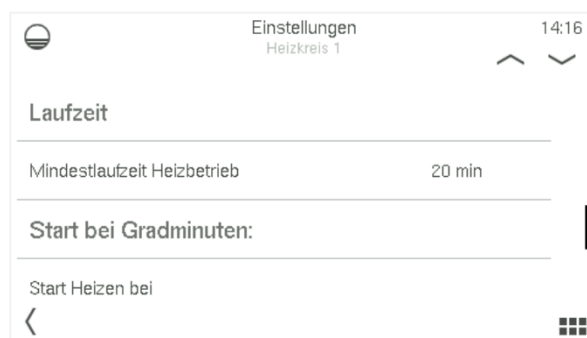 Einstellungen
14:16
Heizkreis 1
Laufzeit
Mindestlaufzeit Heizbetrieb 20 min
Start bei Gradminuten:
Start Heizen bei